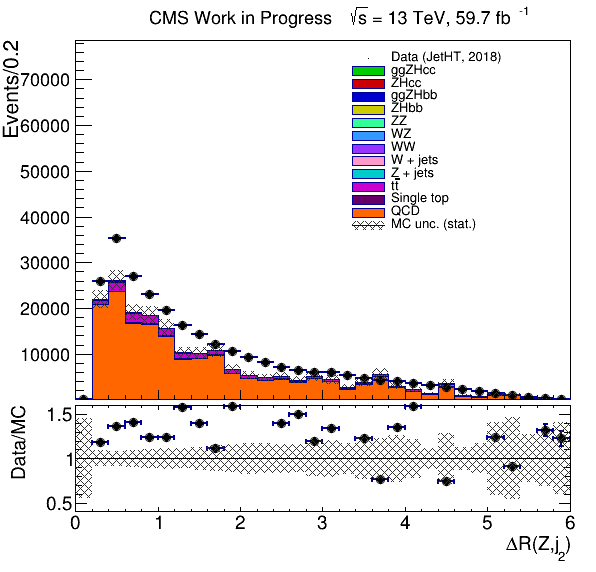 CMS Work in Progress √s = 13 TeV, 59.7 fb⁻¹
Events/0.2
70000
60000
50000
40000
30000
20000
10000
Data (JetHT, 2018)
ggZHcc
ZHcc
ggZHbb
ZHbb
ZZ
WZ
WW
W + jets
Z + jets
tt̅
Single top
QCD
MC unc. (stat.)
Data/MC
1.5
1
0.5
0 1 2 3 4 5 6
ΔR(Z,j₂)